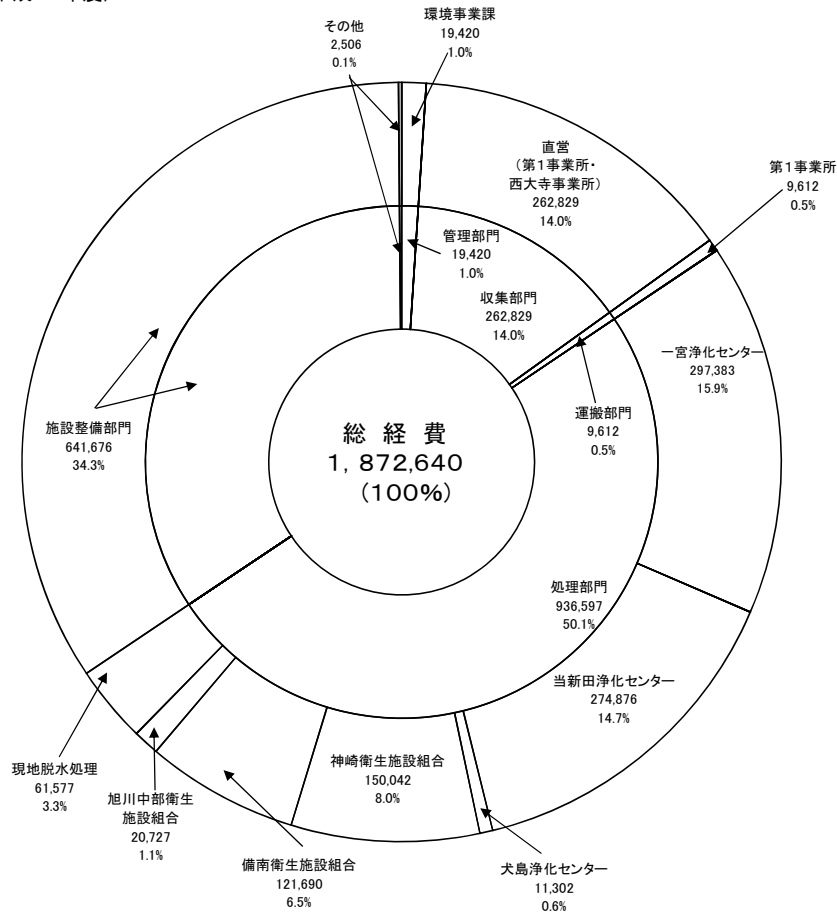 その他
2,506
0.1%
環境事業課
19,420
1.0%
直営
(第1事業所・
西大寺事業所)
262,829
14.0%
第1事業所
9,612
0.5%
管理部門
19,420
1.0%
収集部門
262,829
14.0%
一宮浄化センター
297,383
15.9%
運搬部門
9,612
0.5%
施設整備部門
641,676
34.3%
総 経 費
1,872,640
(100%)
処理部門
936,597
50.1%
当新田浄化センター
274,876
14.7%
神崎衛生施設組合
150,042
8.0%
現地脱水処理
61,577
3.3%
旭川中部衛生
施設組合
20,727
1.1%
備南衛生施設組合
121,690
6.5%
犬島浄化センター
11,302
0.6%